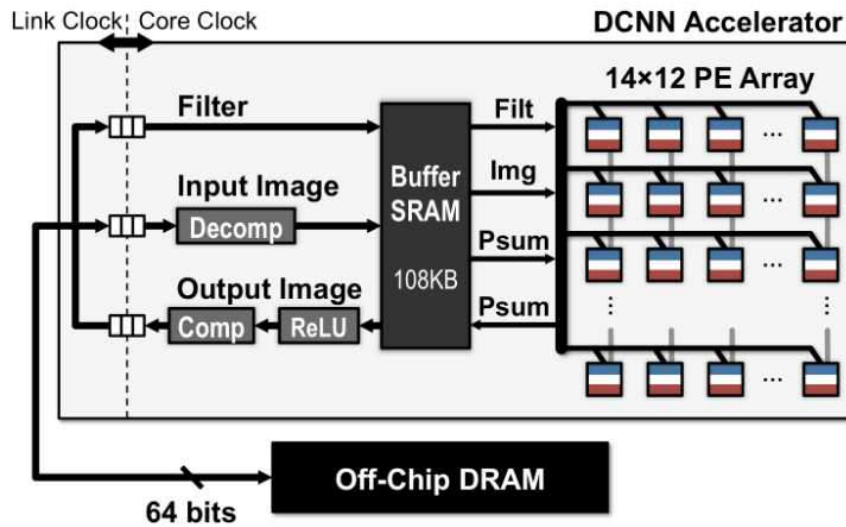 Link Clock
Core Clock
DCNN Accelerator
14×12 PE Array
Filter
Filt
Input Image
Img
Buffer
SRAM
108KB
Decomp
Psum
Output Image
Psum
Comp
ReLU
...
...
...
...
Off-Chip DRAM
64 bits